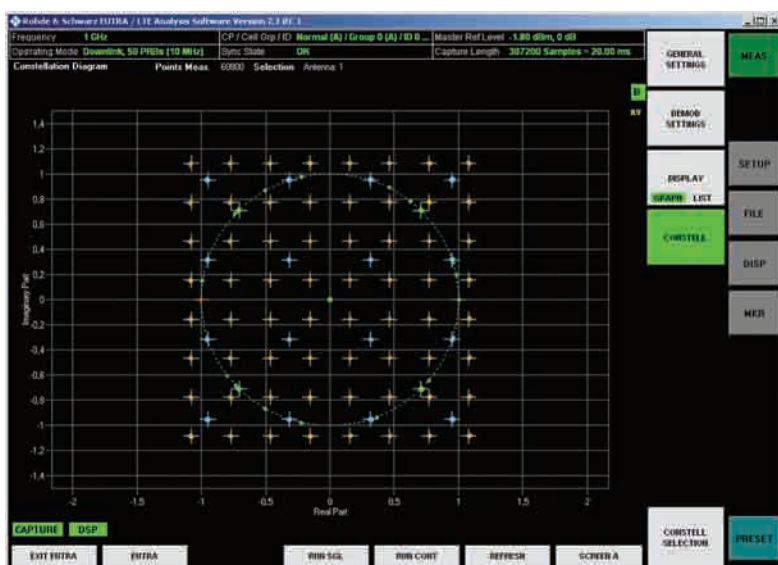 Rohde & Schwarz EUTRA / LTE Analysis Software Version 2.3
Frequency 1 GHz CP / Cell Grp / ID Normal (A) / Group 0 (A) / ID 0 ... Master Ref Level -1.80 dBm, 0 dB
Operating Mode Downlink, 50 PRBs (10 MHz) Sync State OK Capture Length 307200 Samples = 20.00 ms
Constellation Diagram Points Meas. 69800 Selection Antenna: 1
B
XY
1,4
1,2
1
0,8
0,6
0,4
0,2
0
-0,2
-0,4
-0,6
-0,8
-1
-1,2
-1,4
Imaginary Part
-2 -1,5 -1 -0,5 0 0,5 1 1,5 2
Real Part
CAPTURE DSP
EXIT EUTRA EUTRA RUN SGL RUN CONT REFRESH SCREEN A
GENERAL SETTINGS
DEMOD SETTINGS
DISPLAY
GRAPH LIST
CONSTELL
CONSTELL SELECTION
MEAS
SETUP
FILE
DISP
MKR
PRESET